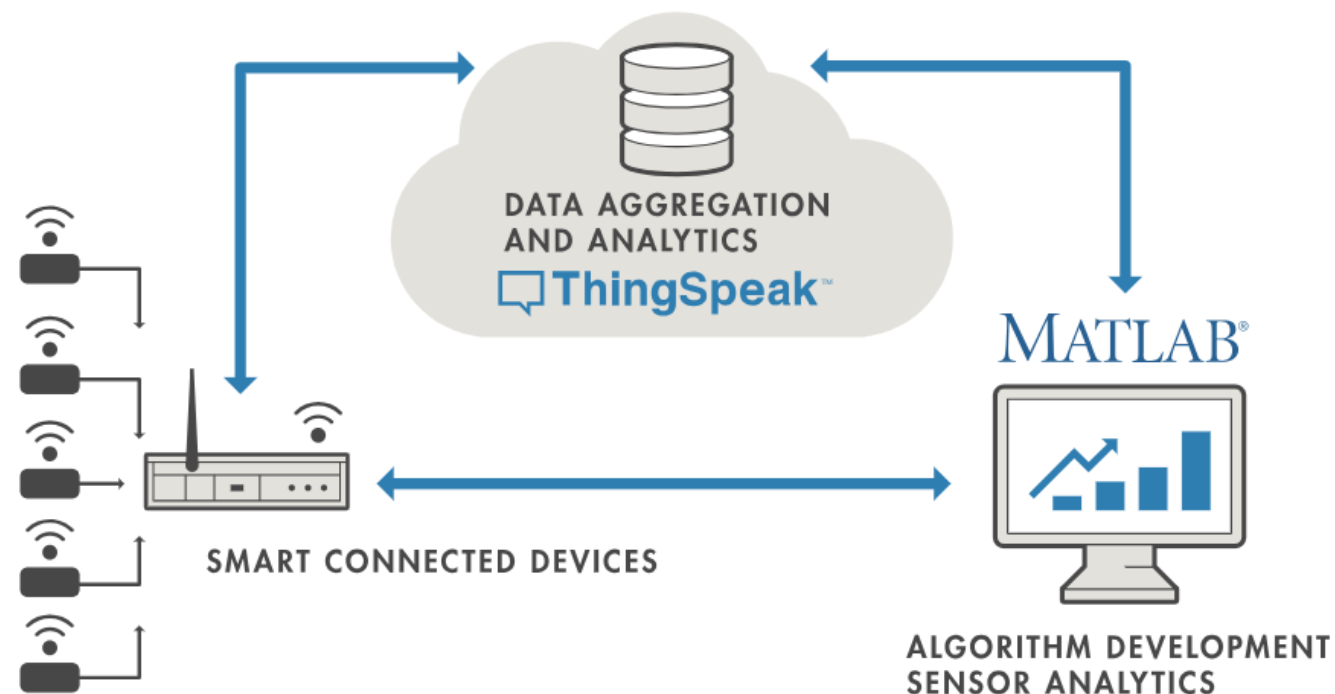 DATA AGGREGATION
AND ANALYTICS
ThingSpeak™
MATLAB®
SMART CONNECTED DEVICES
ALGORITHM DEVELOPMENT
SENSOR ANALYTICS